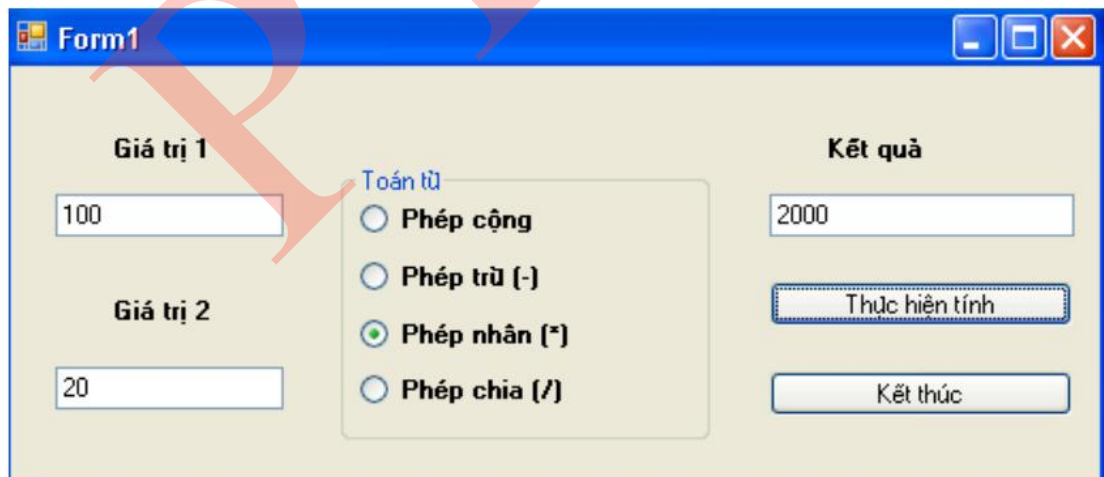 Form1
Giá trị 1
100
Giá trị 2
20
Toán tử
Phép cộng
Phép trừ (-)
Phép nhân (*)
Phép chia (/)
Kết quả
2000
Thực hiện tính
Kết thúc